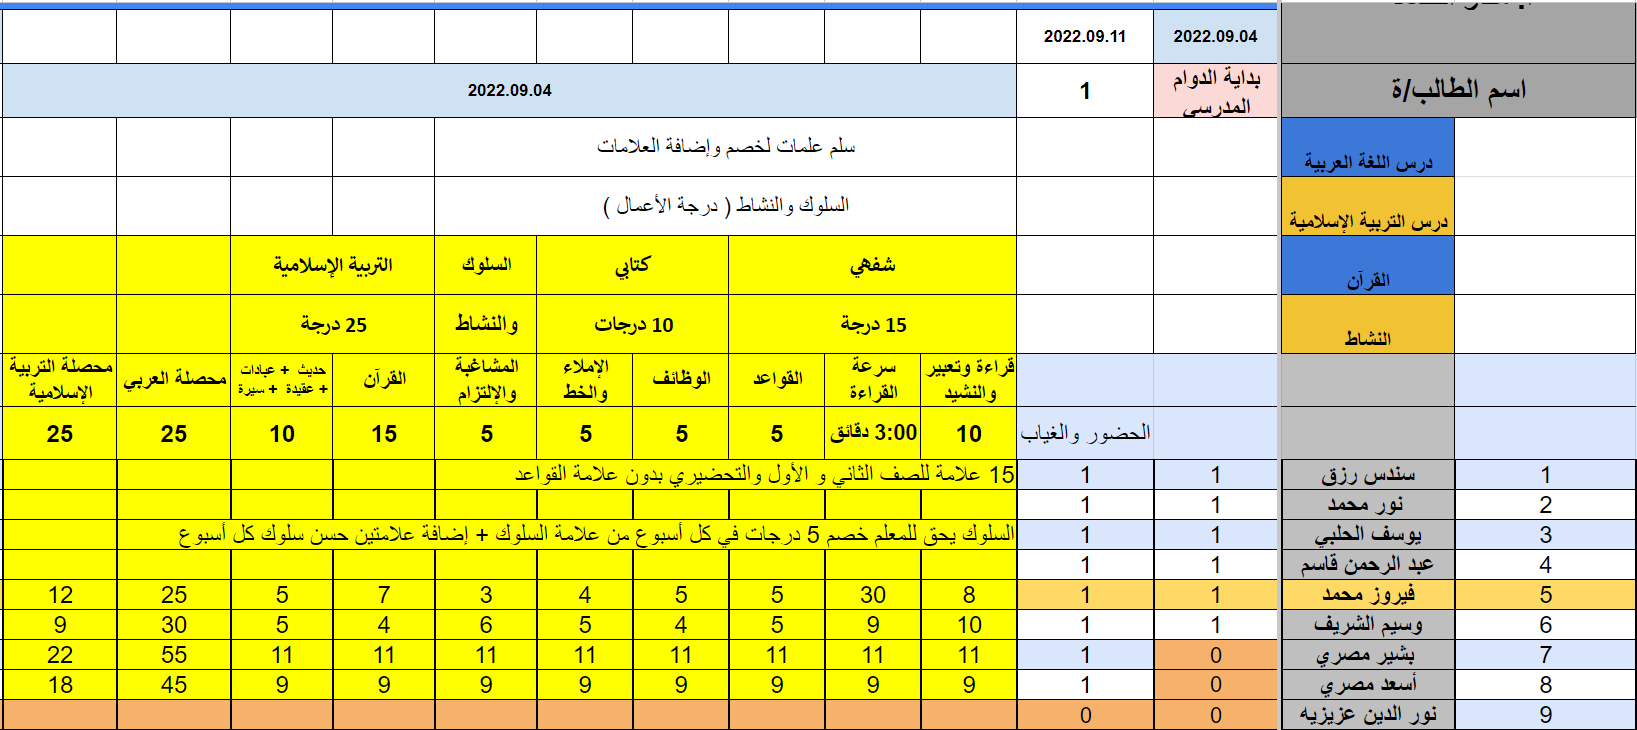 2022.09.04 2022.09.11
اسم الطالب/ة بداية الدوام المدرسي 1 2022.09.04
درس اللغة العربية سلم علمات لخصم وإضافة العلامات
درس التربية الإسلامية السلوك والنشاط ( درجة الأعمال )
القرآن شفهي كتابي السلوك التربية الإسلامية
النشاط 15 درجة 10 درجات والنشاط 25 درجة
قراءة وتعبير والنشيد سرعة القراءة القواعد الوظائف الإملاء والخط المشاغبة والإلتزام القرآن حديث + عبادات + عقيدة + سيرة محصلة العربي محصلة التربية الإسلامية
الحضور والغياب 10 3:00 دقائق 5 5 5 5 15 10 25 25
1 سندس رزق 1 1 15 علامة للصف الثاني و الأول والتحضيري بدون علامة القواعد
2 نور محمد 1 1
3 يوسف الحلبي 1 1 السلوك يحق للمعلم خصم 5 درجات في كل أسبوع من علامة السلوك + إضافة علامتين حسن سلوك كل أسبوع
4 عبد الرحمن قاسم 1 1
5 فيروز محمد 1 1 8 30 5 5 4 3 7 5 25 12
6 وسيم الشريف 1 1 10 9 5 4 5 6 4 5 30 9
7 بشير مصري 0 1 11 11 11 11 11 11 11 11 55 22
8 أسعد مصري 0 1 9 9 9 9 9 9 9 9 45 18
9 نور الدين عزيزيه 0 0